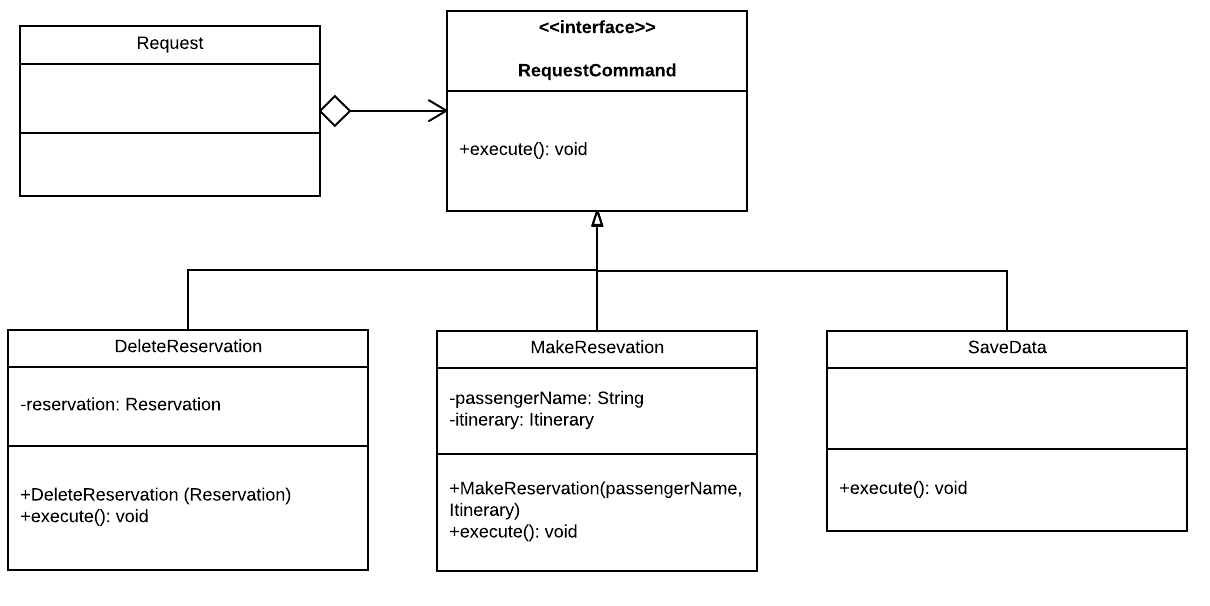 Request
<<interface>>
RequestCommand
+execute(): void
DeleteReservation
-reservation: Reservation
+DeleteReservation (Reservation)
+execute(): void
MakeResevation
-passengerName: String
-itinerary: Itinerary
+MakeReservation(passengerName,
Itinerary)
+execute(): void
SaveData
+execute(): void